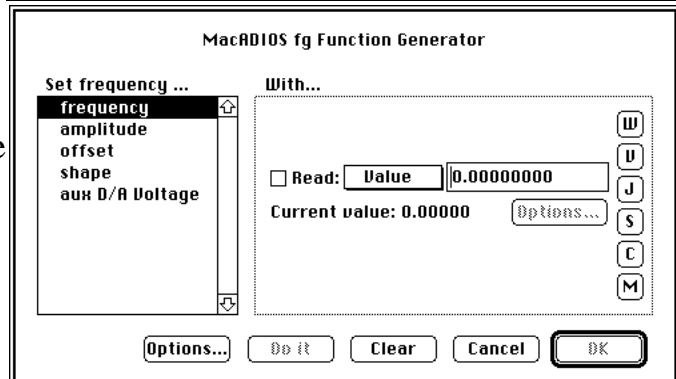 MacADIOS fg Function Generator
Set frequency ...
frequency
amplitude
offset
shape
aux D/A Voltage
With...
Read: Value 0.00000000
Current value: 0.00000 Options...
W
V
J
S
C
M
Options... Do it Clear Cancel OK
e